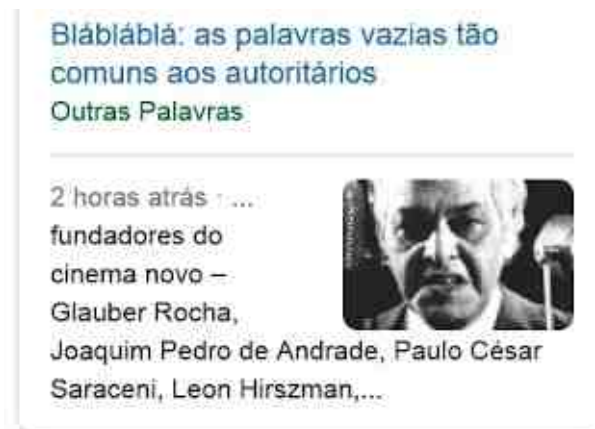 Blábláblá: as palavras vazias tão
comuns aos autoritários
Outras Palavras
2 horas atrás · ...
fundadores do
cinema novo –
Glauber Rocha,
Joaquim Pedro de Andrade, Paulo César
Saraceni, Leon Hirszman,...